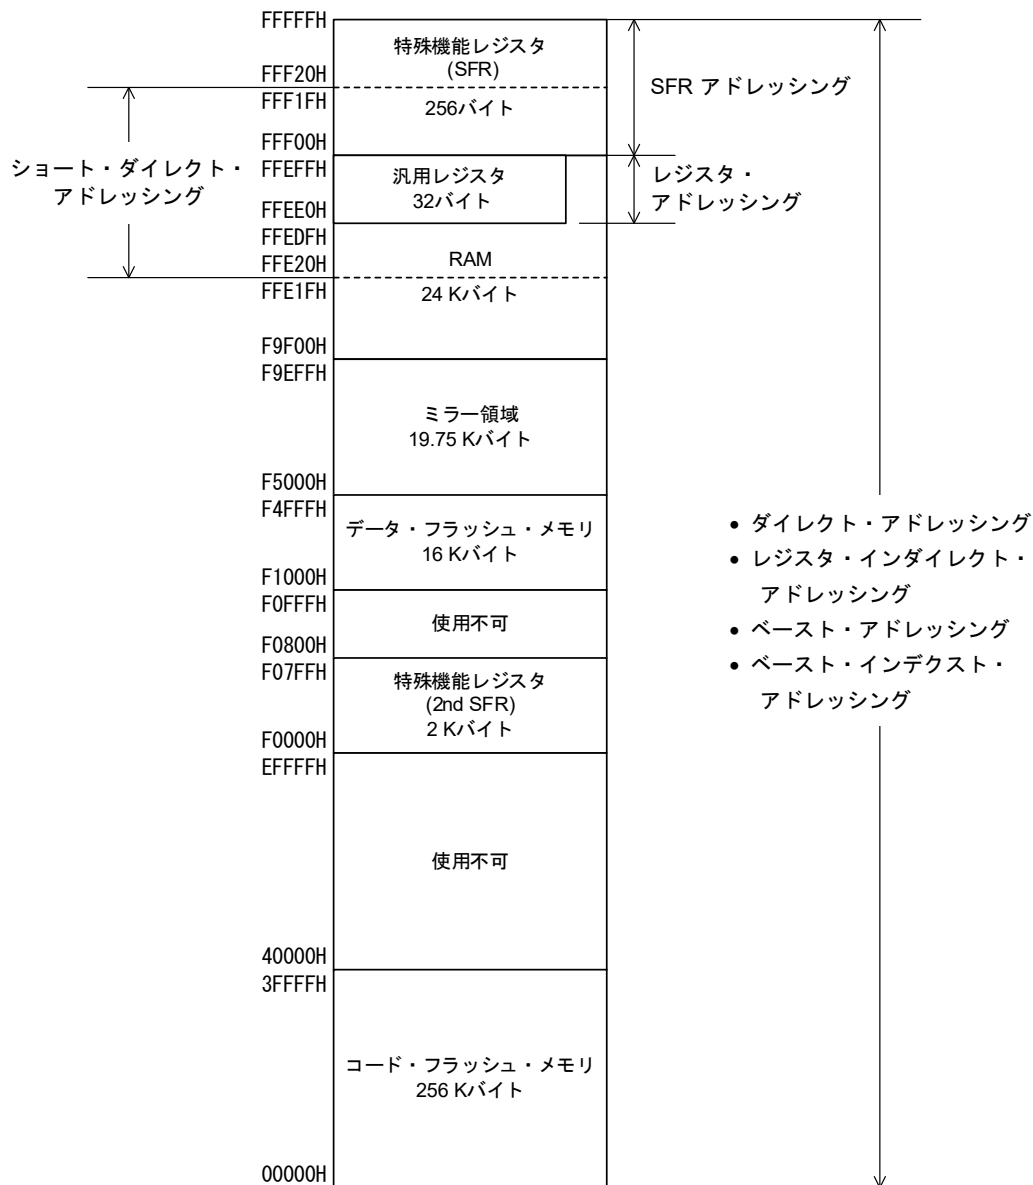 FFFFFH
特殊機能レジスタ
(SFR)
FFF20H
FFF1FH
256バイト
FFF00H
SFR アドレッシング
ショート・ダイレクト・
アドレッシング
FFEFFH
汎用レジスタ
32バイト
FFEE0H
レジスタ・
アドレッシング
FFEDFH
RAM
FFE20H
FFE1FH
24 Kバイト
F9F00H
F9EFFH
ミラー領域
19.75 Kバイト
F5000H
F4FFFH
データ・フラッシュ・メモリ
16 Kバイト
F1000H
F0FFFH
使用不可
F0800H
F07FFH
特殊機能レジスタ
(2nd SFR)
2 Kバイト
F0000H
EFFFFH
使用不可
40000H
3FFFFH
コード・フラッシュ・メモリ
256 Kバイト
00000H
• ダイレクト・アドレッシング
• レジスタ・インダイレクト・
アドレッシング
• ベースト・アドレッシング
• ベースト・インデクスト・
アドレッシング